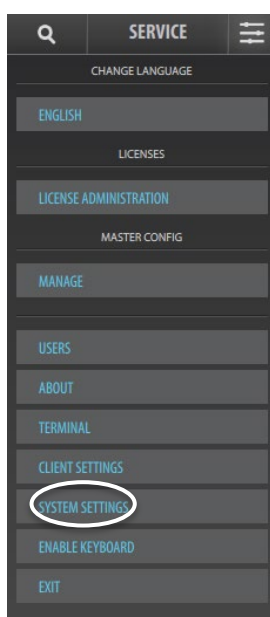 SERVICE
CHANGE LANGUAGE
ENGLISH
LICENSES
LICENSE ADMINISTRATION
MASTER CONFIG
MANAGE
USERS
ABOUT
TERMINAL
CLIENT SETTINGS
SYSTEM SETTINGS
ENABLE KEYBOARD
EXIT